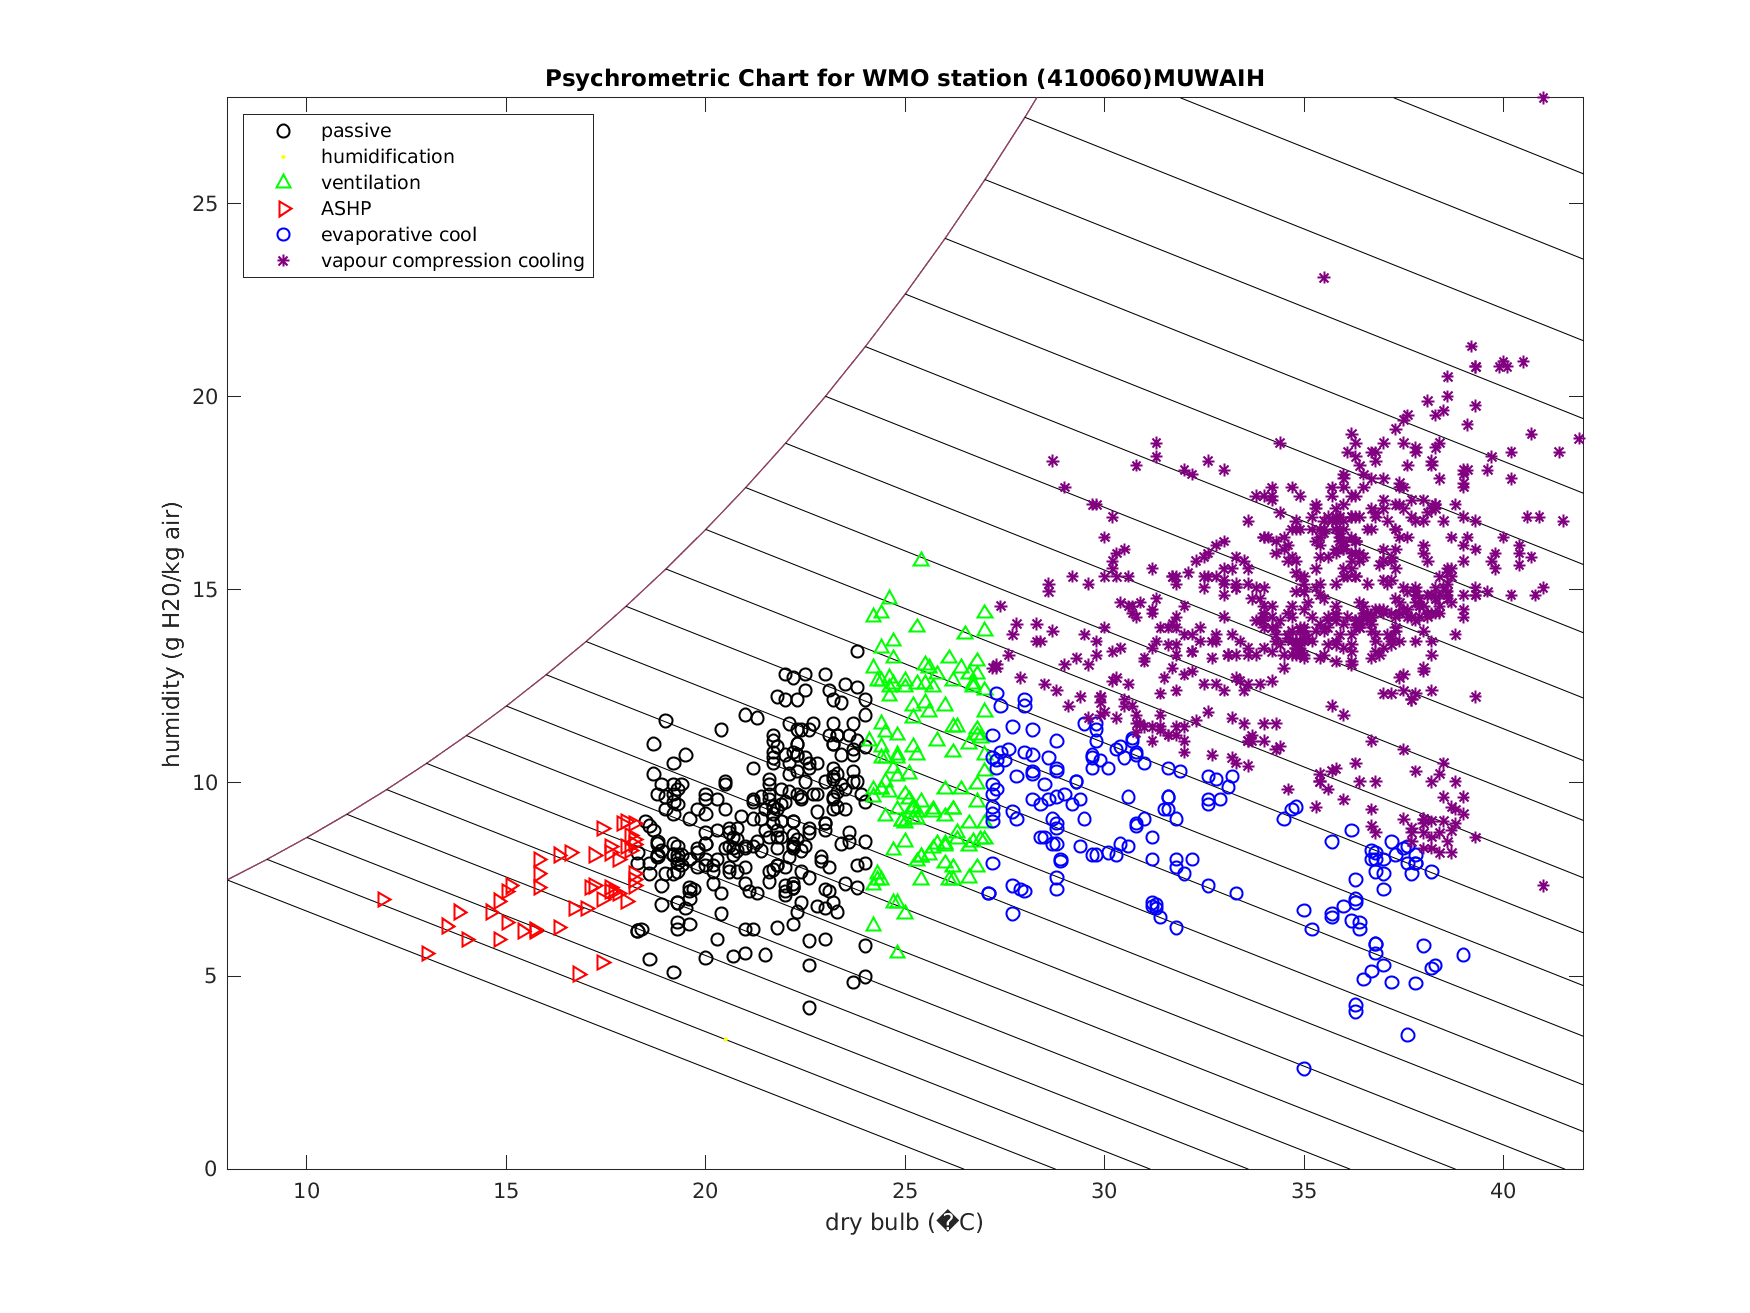 Psychrometric Chart for WMO station (410060)MUWAIH
passive
humidification
ventilation
ASHP
evaporative cool
vapour compression cooling
humidity (g H20/kg air)
25
20
15
10
5
0
10 15 20 25 30 35 40
dry bulb (�C)